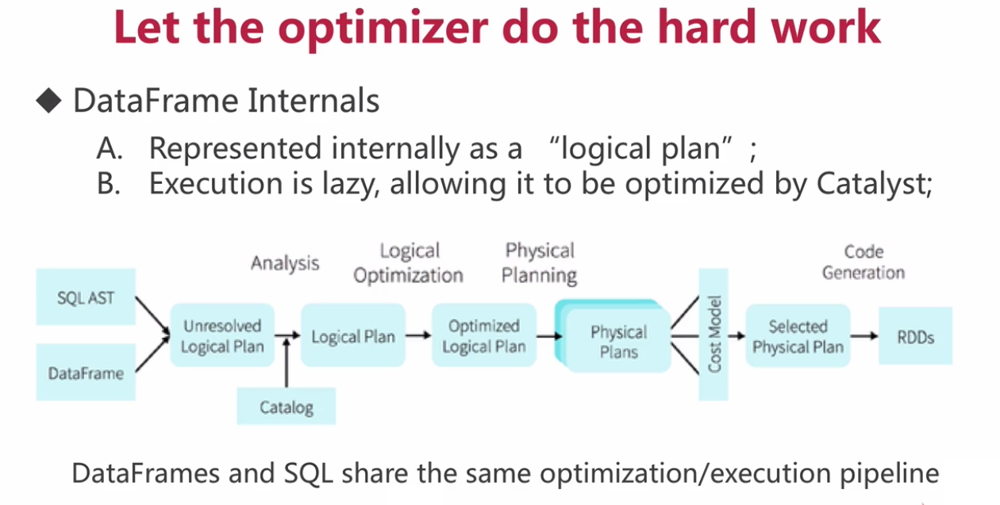 Let the optimizer do the hard work
◆ DataFrame Internals
A. Represented internally as a “logical plan” ;
B. Execution is lazy, allowing it to be optimized by Catalyst;
Analysis
Logical
Optimization
Physical
Planning
Code
Generation
SQL AST
DataFrame
Unresolved
Logical Plan
Catalog
Logical Plan
Optimized
Logical Plan
Physical
Plans
Cost Model
Selected
Physical Plan
RDDs
DataFrames and SQL share the same optimization/execution pipeline